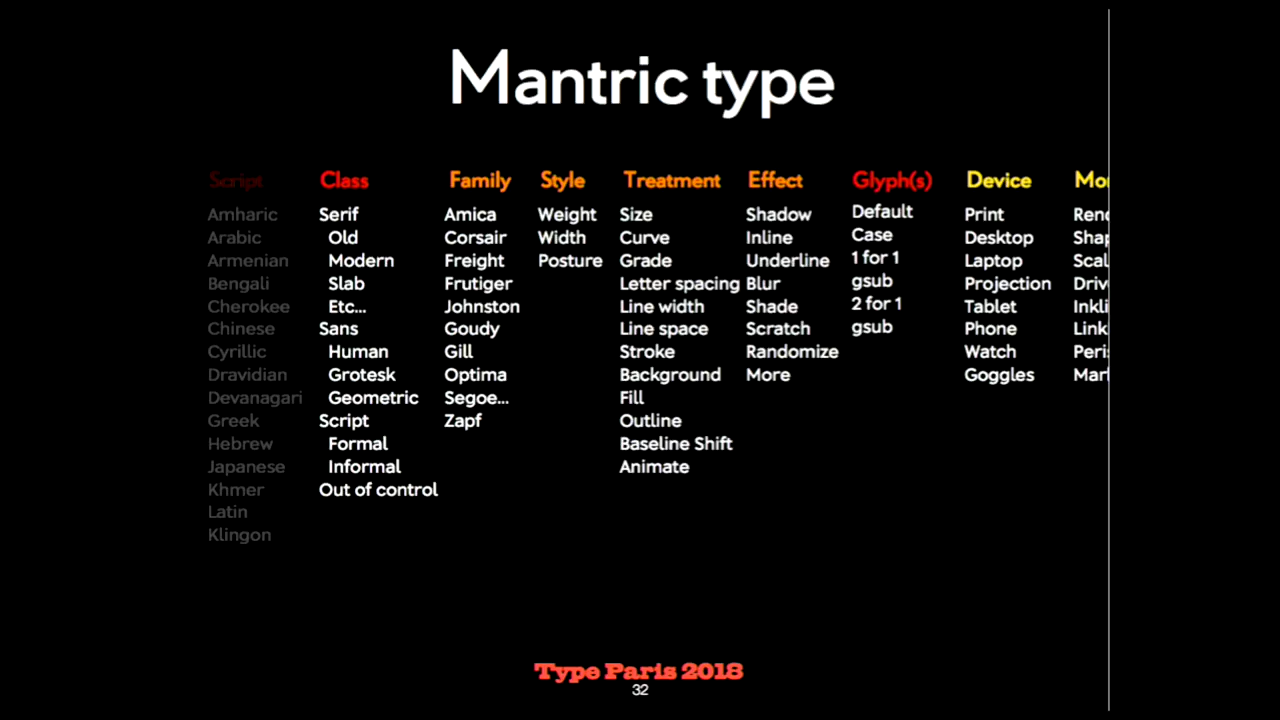 Mantric type
Script
Amharic
Arabic
Armenian
Bengali
Cherokee
Chinese
Cyrillic
Dravidian
Devanagari
Greek
Hebrew
Japanese
Khmer
Latin
Klingon
Class
Serif
Old
Modern
Slab
Etc...
Sans
Human
Grotesk
Geometric
Script
Formal
Informal
Out of control
Family
Amica
Corsair
Freight
Frutiger
Johnston
Goudy
Gill
Optima
Segoe...
Zapf
Style
Weight
Width
Posture
Treatment
Size
Curve
Grade
Letter spacing
Line width
Line space
Stroke
Background
Fill
Outline
Baseline Shift
Animate
Effect
Shadow
Inline
Underline
Blur
Shade
Scratch
Randomize
More
Glyph(s)
Default
Case
1 for 1
gsub
2 for 1
gsub
Device
Print
Desktop
Laptop
Projection
Tablet
Phone
Watch
Goggles
Type Paris 2018
32